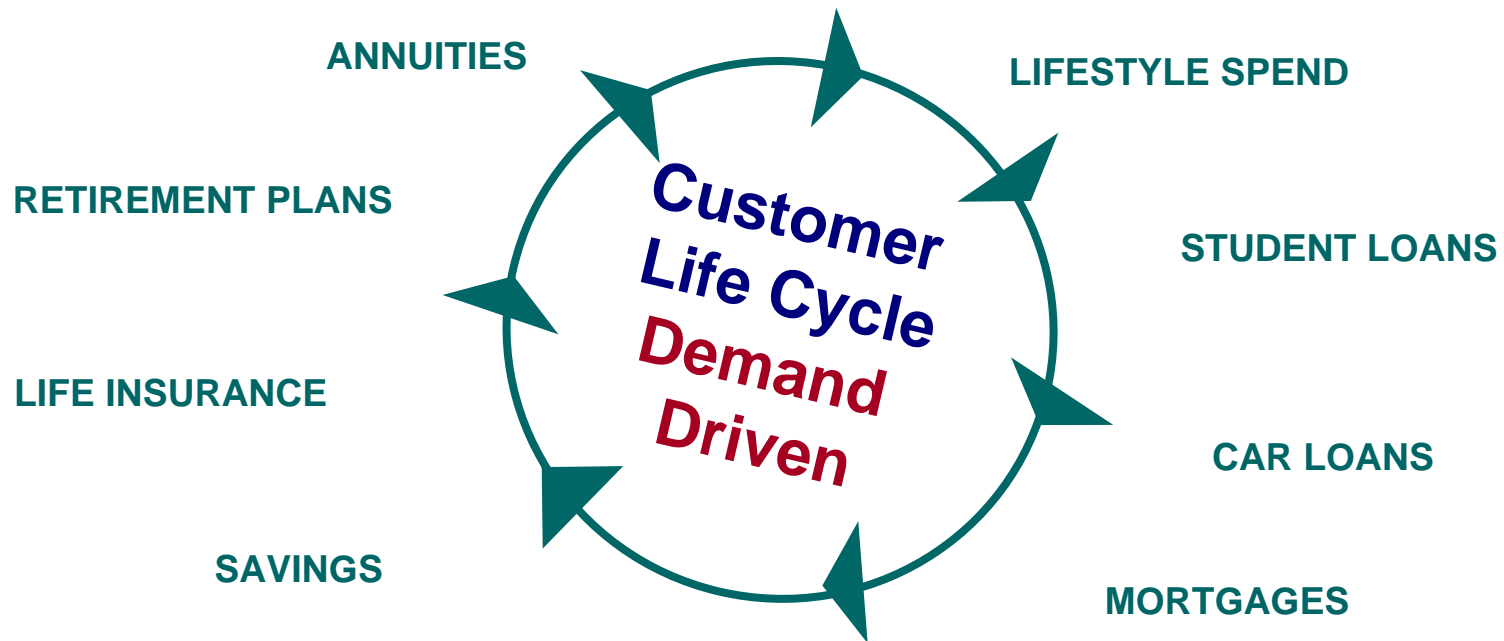 ANNUITIES
LIFESTYLE SPEND
RETIREMENT PLANS
Customer
Life Cycle
Demand
Driven
STUDENT LOANS
LIFE INSURANCE
CAR LOANS
SAVINGS
MORTGAGES